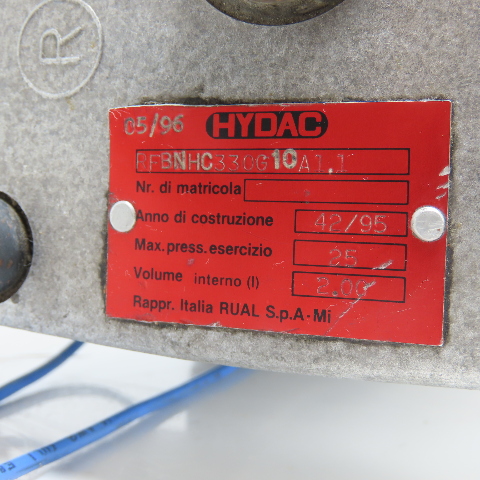 R
05/96 HYDAC
RFBNHC330G10A1.1
Nr. di matricola
Anno di costruzione 42/95
Max.press.esercizio 25
Volume interno (l) 2.00
Rappr. Italia RUAL S.p.A-Mi